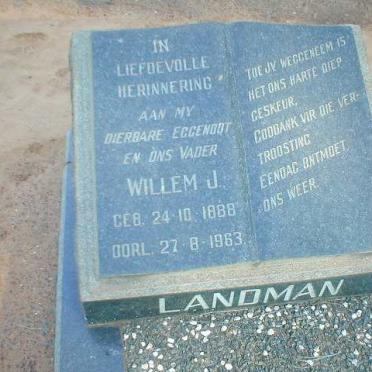 IN
LIEFDEVOLLE
HERINNERING
AAN MY
DIERBARE EGGENOOT
EN ONS VADER
WILLEM J.
GEB. 24-10-1888
OORL. 27-8-1963
TOE JY WEGGENEEM IS
HET ONS HARTE DIEP
GESKEUR,
GODDANK VIR DIE VER-
TROOSTING
EENDAG ONTMOET
ONS WEER.
LANDMAN